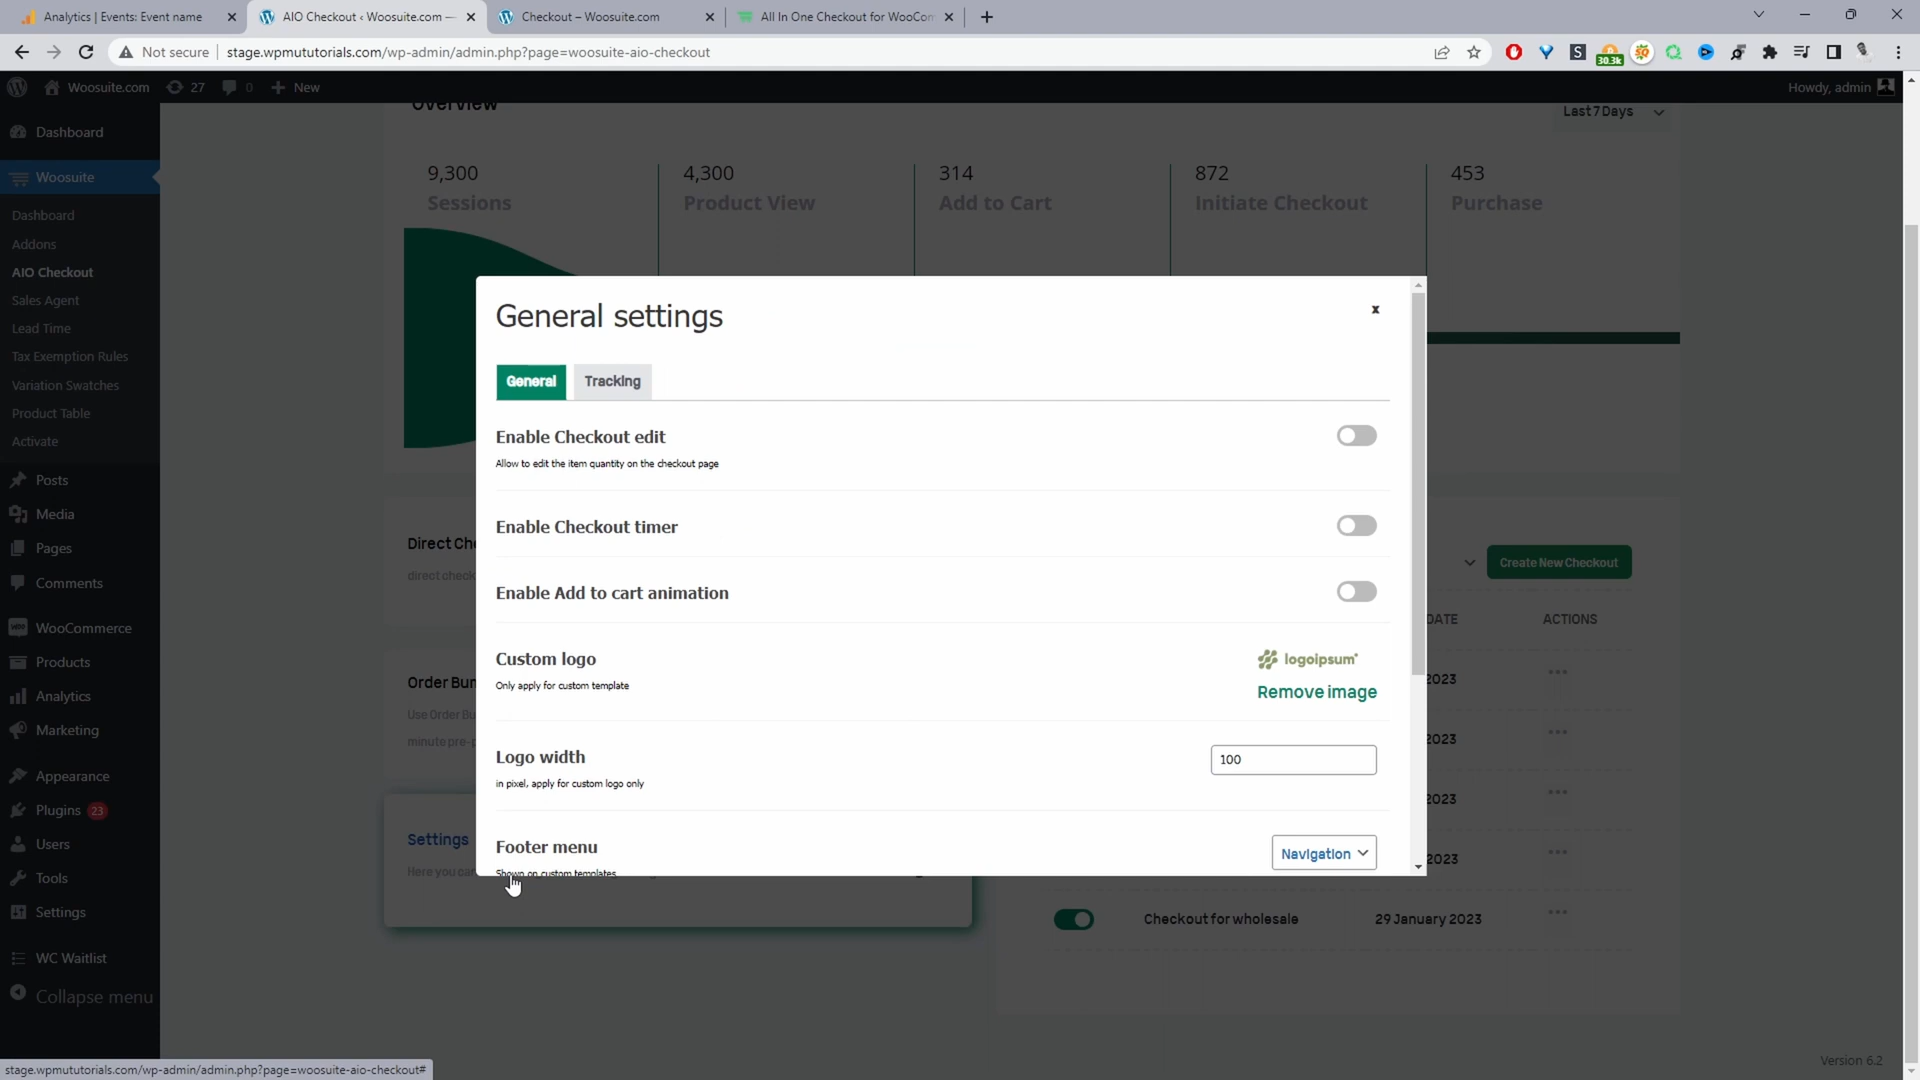 Analytics | Events: Event name
AIO Checkout ‹ Woosuite.com —
Checkout – Woosuite.com
All In One Checkout for WooCom
Not secure
stage.wpmututorials.com/wp-admin/admin.php?page=woosuite-aio-checkout
30.3k
Woosuite.com
27
0
New
Howdy, admin
Dashboard
Woosuite
Dashboard
Addons
AIO Checkout
Sales Agent
Lead Time
Tax Exemption Rules
Variation Swatches
Product Table
Activate
Posts
Media
Pages
Comments
WooCommerce
Products
Analytics
Marketing
Appearance
Plugins 23
Users
Tools
Settings
WC Waitlist
Collapse menu
Overview
Last 7 Days
9,300
Sessions
4,300
Product View
314
Add to Cart
872
Initiate Checkout
453
Purchase
General settings
x
General
Tracking
Enable Checkout edit
Allow to edit the item quantity on the checkout page
Enable Checkout timer
Enable Add to cart animation
Custom logo
Only apply for custom template
logoipsum
Remove image
Logo width
in pixel, apply for custom logo only
100
Footer menu
Shown on custom templates
Navigation
Direct Che
direct check
Order Bun
Use Order Bu
minute pre-p
Settings
Here you can
Create New Checkout
DATE
ACTIONS
2023
2023
2023
2023
Checkout for wholesale
29 January 2023
Version 6.2
stage.wpmututorials.com/wp-admin/admin.php?page=woosuite-aio-checkout#